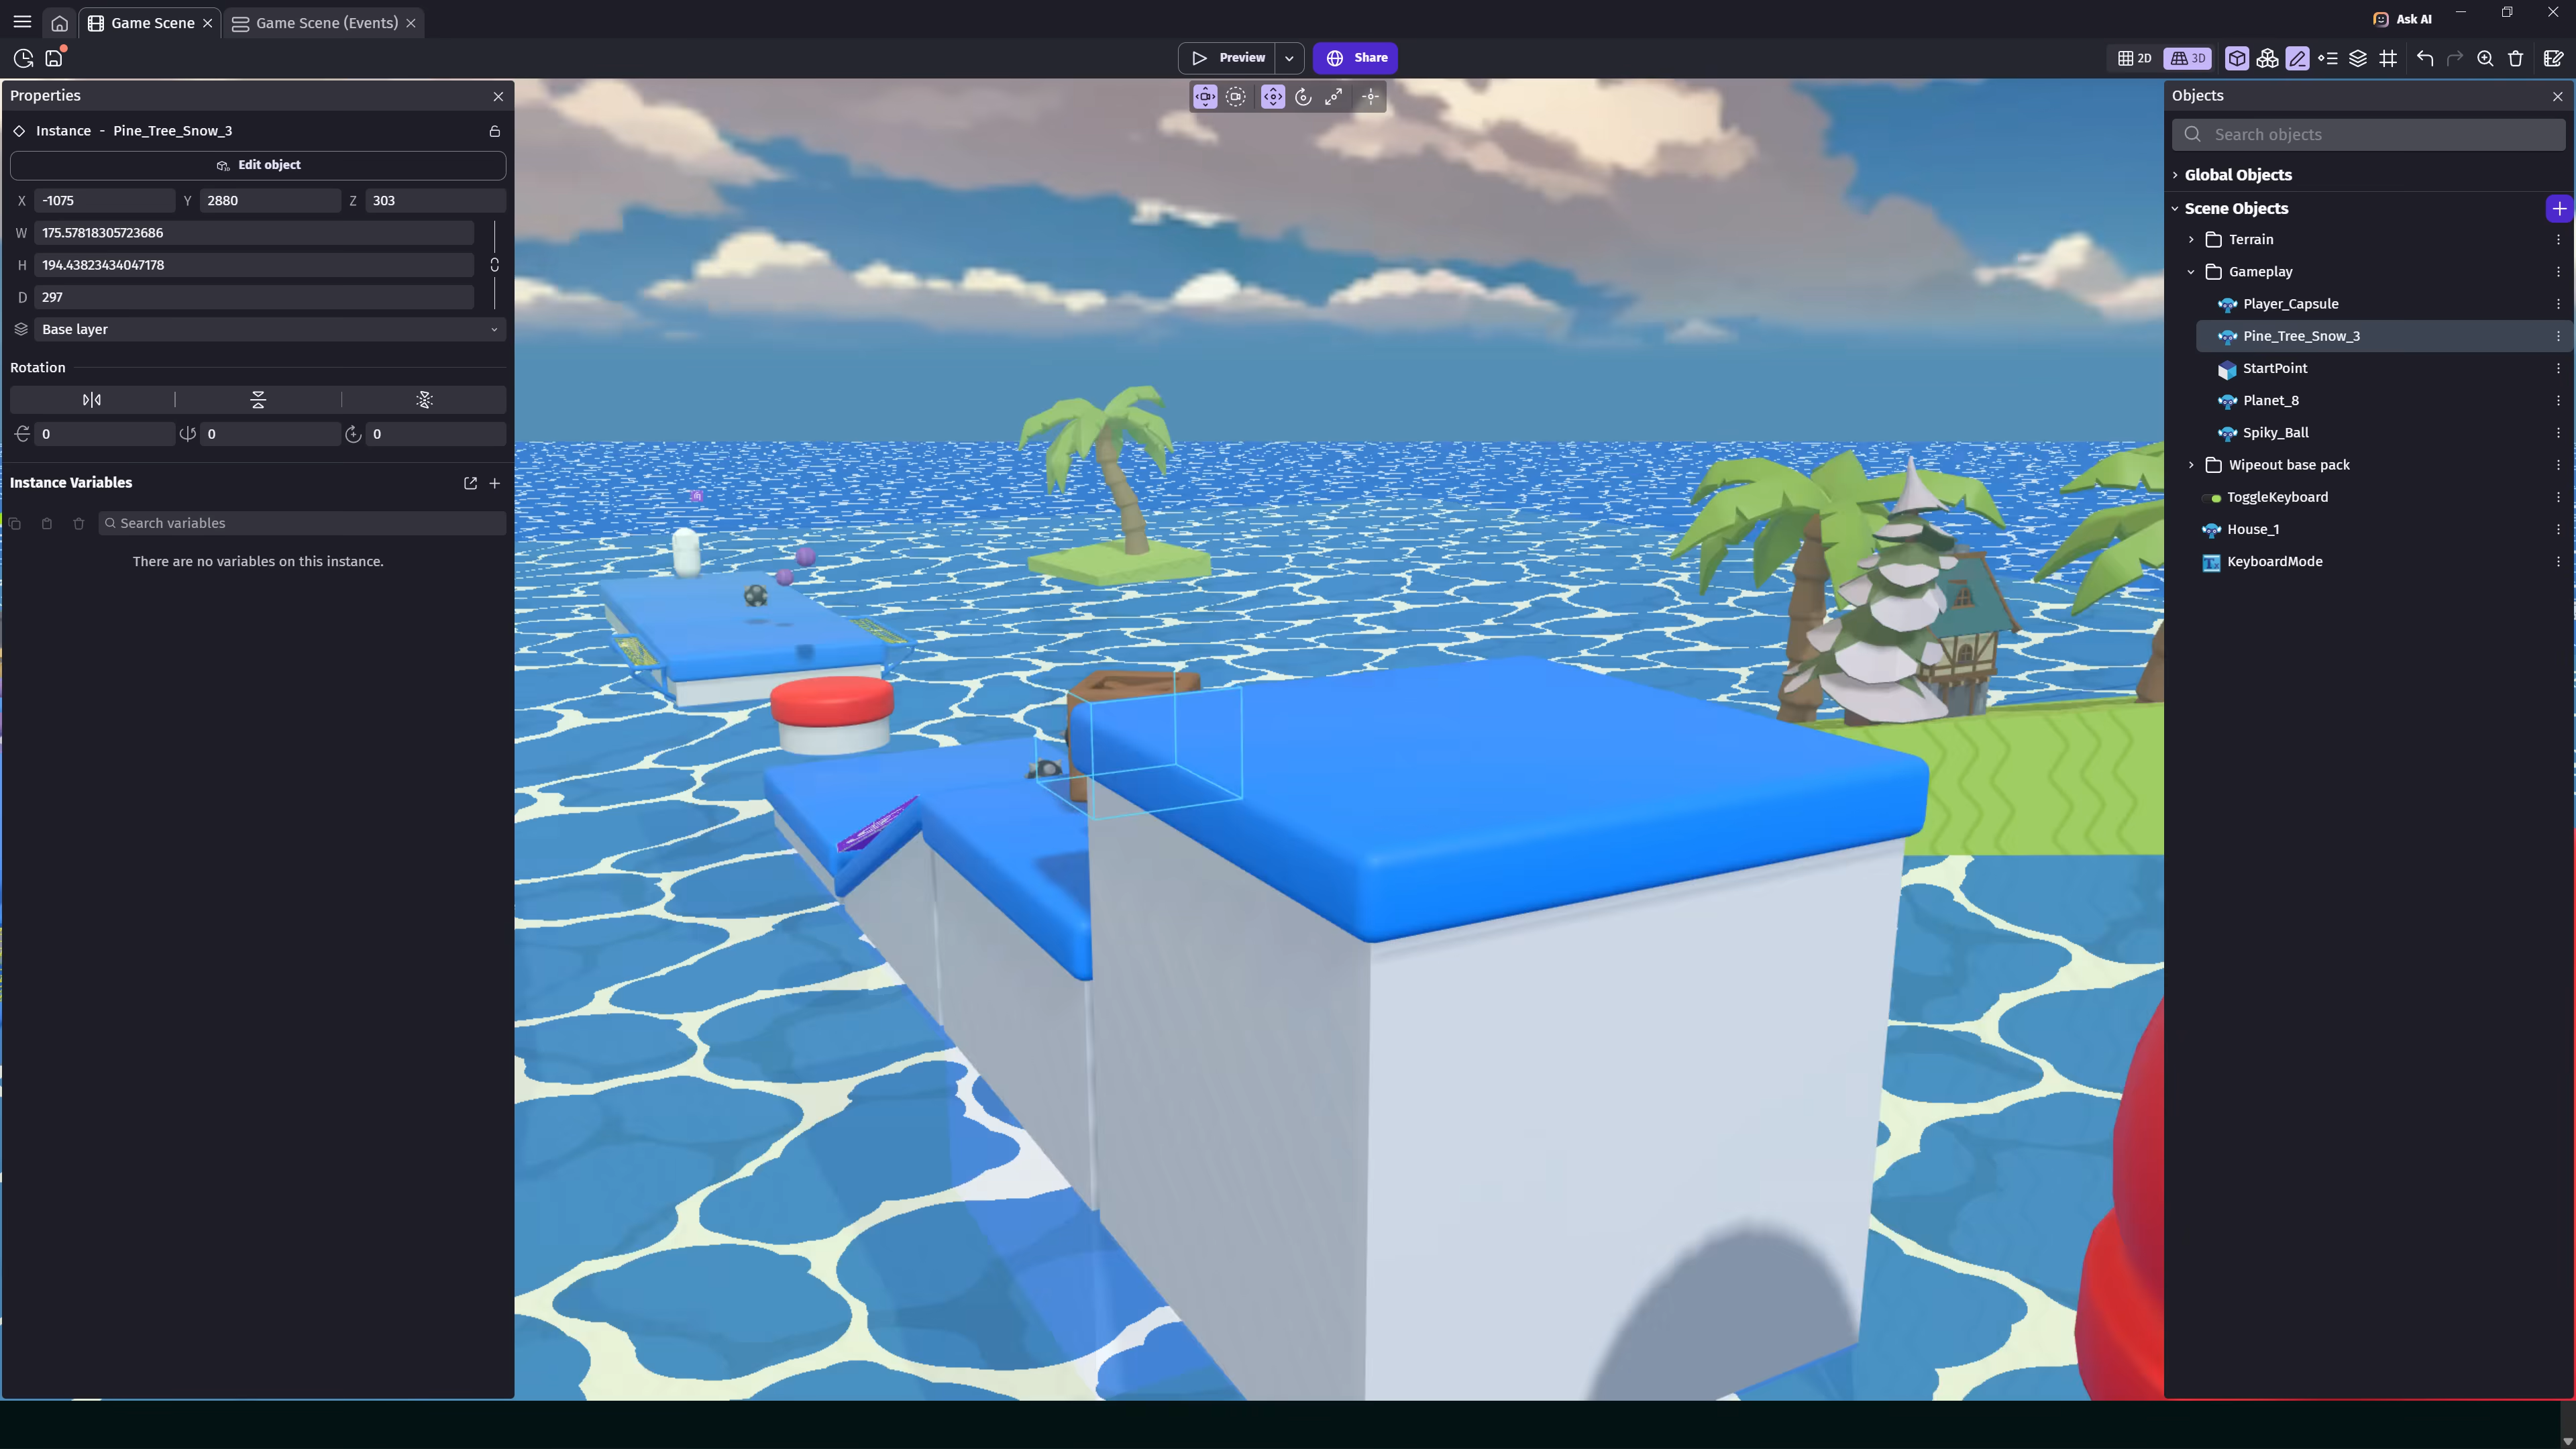 Game Scene
Game Scene (Events)
Ask AI
Preview
Share
2D
3D
Properties
Instance - Pine_Tree_Snow_3
Edit object
X -1075 Y 2880 Z 303
W 175.57818305723686
H 194.43823434047178
D 297
Base layer
Rotation
0 0 0
Instance Variables
Search variables
There are no variables on this instance.
Objects
Search objects
Global Objects
Scene Objects
Terrain
Gameplay
Player_Capsule
Pine_Tree_Snow_3
StartPoint
Planet_8
Spiky_Ball
Wipeout base pack
ToggleKeyboard
House_1
KeyboardMode